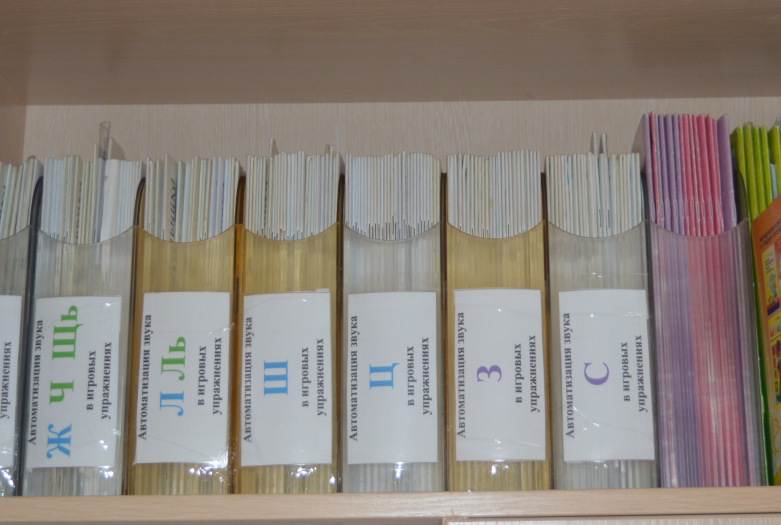 упражнениях
Автоматизация звука
Ж Ч Щь
в игровых
упражнениях
Автоматизация звука
Л Ль
в игровых
упражнениях
Автоматизация звука
Ш
в игровых
упражнениях
Автоматизация звука
Ц
в игровых
упражнениях
Автоматизация звука
З
в игровых
упражнениях
Автоматизация звука
С
в игровых
упражнениях